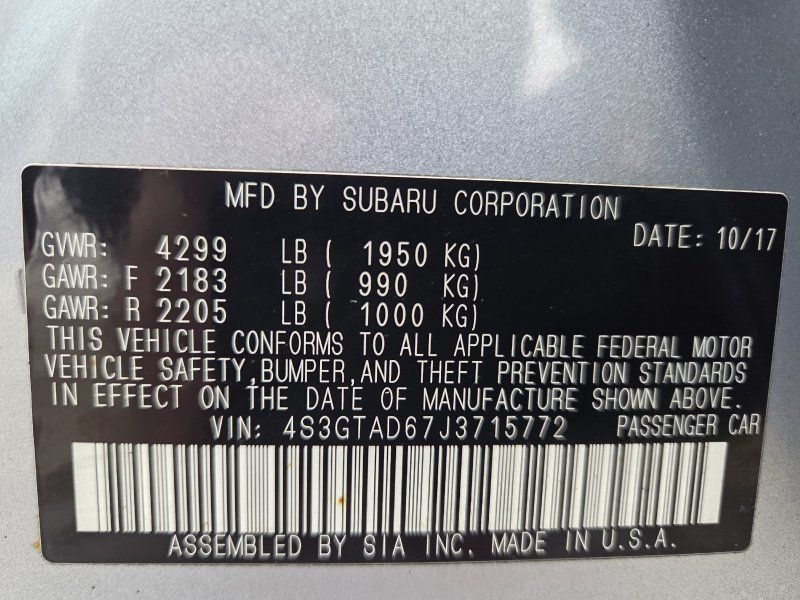 MFD BY SUBARU CORPORATION
DATE: 10/17
GVWR: 4299 LB ( 1950 KG)
GAWR: F 2183 LB ( 990 KG)
GAWR: R 2205 LB ( 1000 KG)
THIS VEHICLE CONFORMS TO ALL APPLICABLE FEDERAL MOTOR
VEHICLE SAFETY, BUMPER, AND THEFT PREVENTION STANDARDS
IN EFFECT ON THE DATE OF MANUFACTURE SHOWN ABOVE.
VIN: 4S3GTAD67J3715772 PASSENGER CAR
ASSEMBLED BY SIA INC. MADE IN U.S.A.